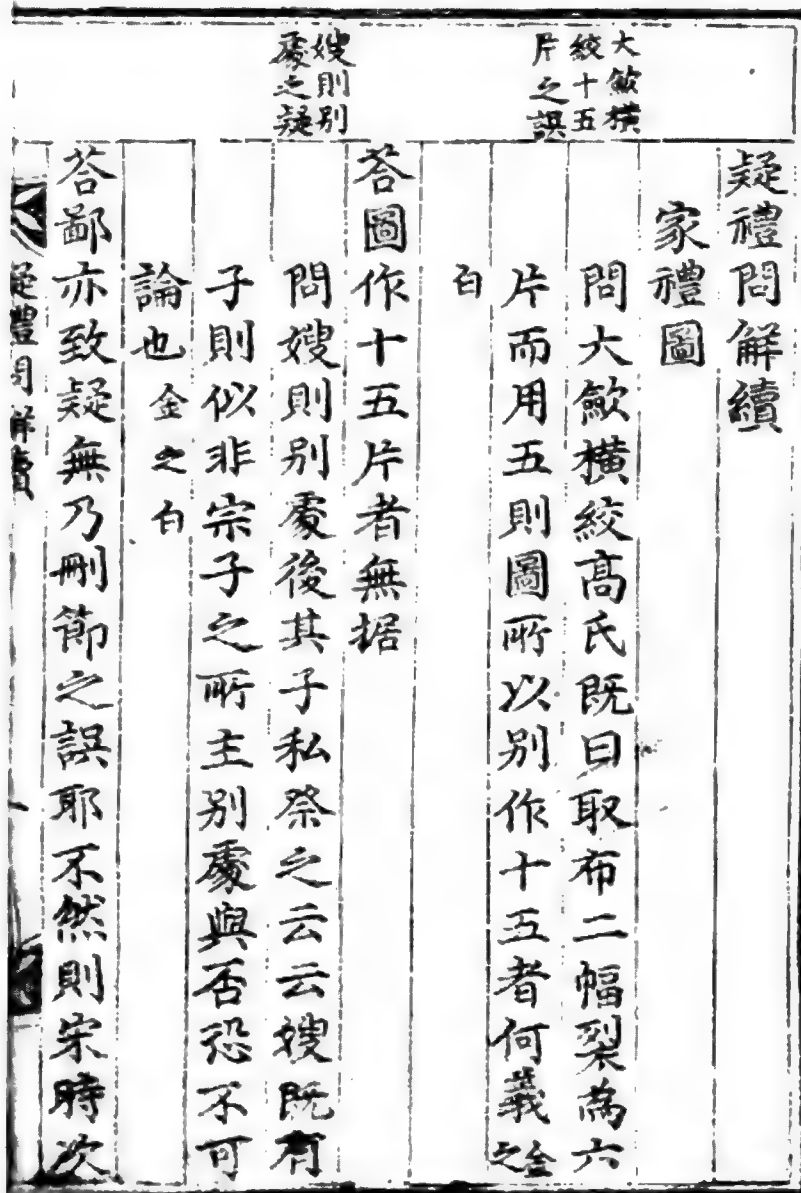 大斂橫
絞十五
片之誤
嫂則別
處之疑
疑禮問解續
家禮圖
問大斂橫絞高氏既曰取布二幅裂爲六
片而用五則圖所以別作十五者何義金之
白
答圖作十五片者無据
問嫂則別處後其子私祭之云云嫂既有
子則似非宗子之所主別處與否恐不可
論也金之白
答鄙亦致疑無乃刪節之誤耶不然則宋時次
疑禮問解續